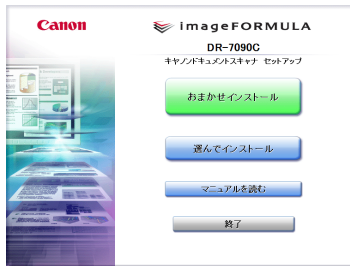 Canon
imageFORMULA
DR-7090C
キヤノンドキュメントスキャナ セットアップ
おまかせインストール
選んでインストール
マニュアルを読む
終了